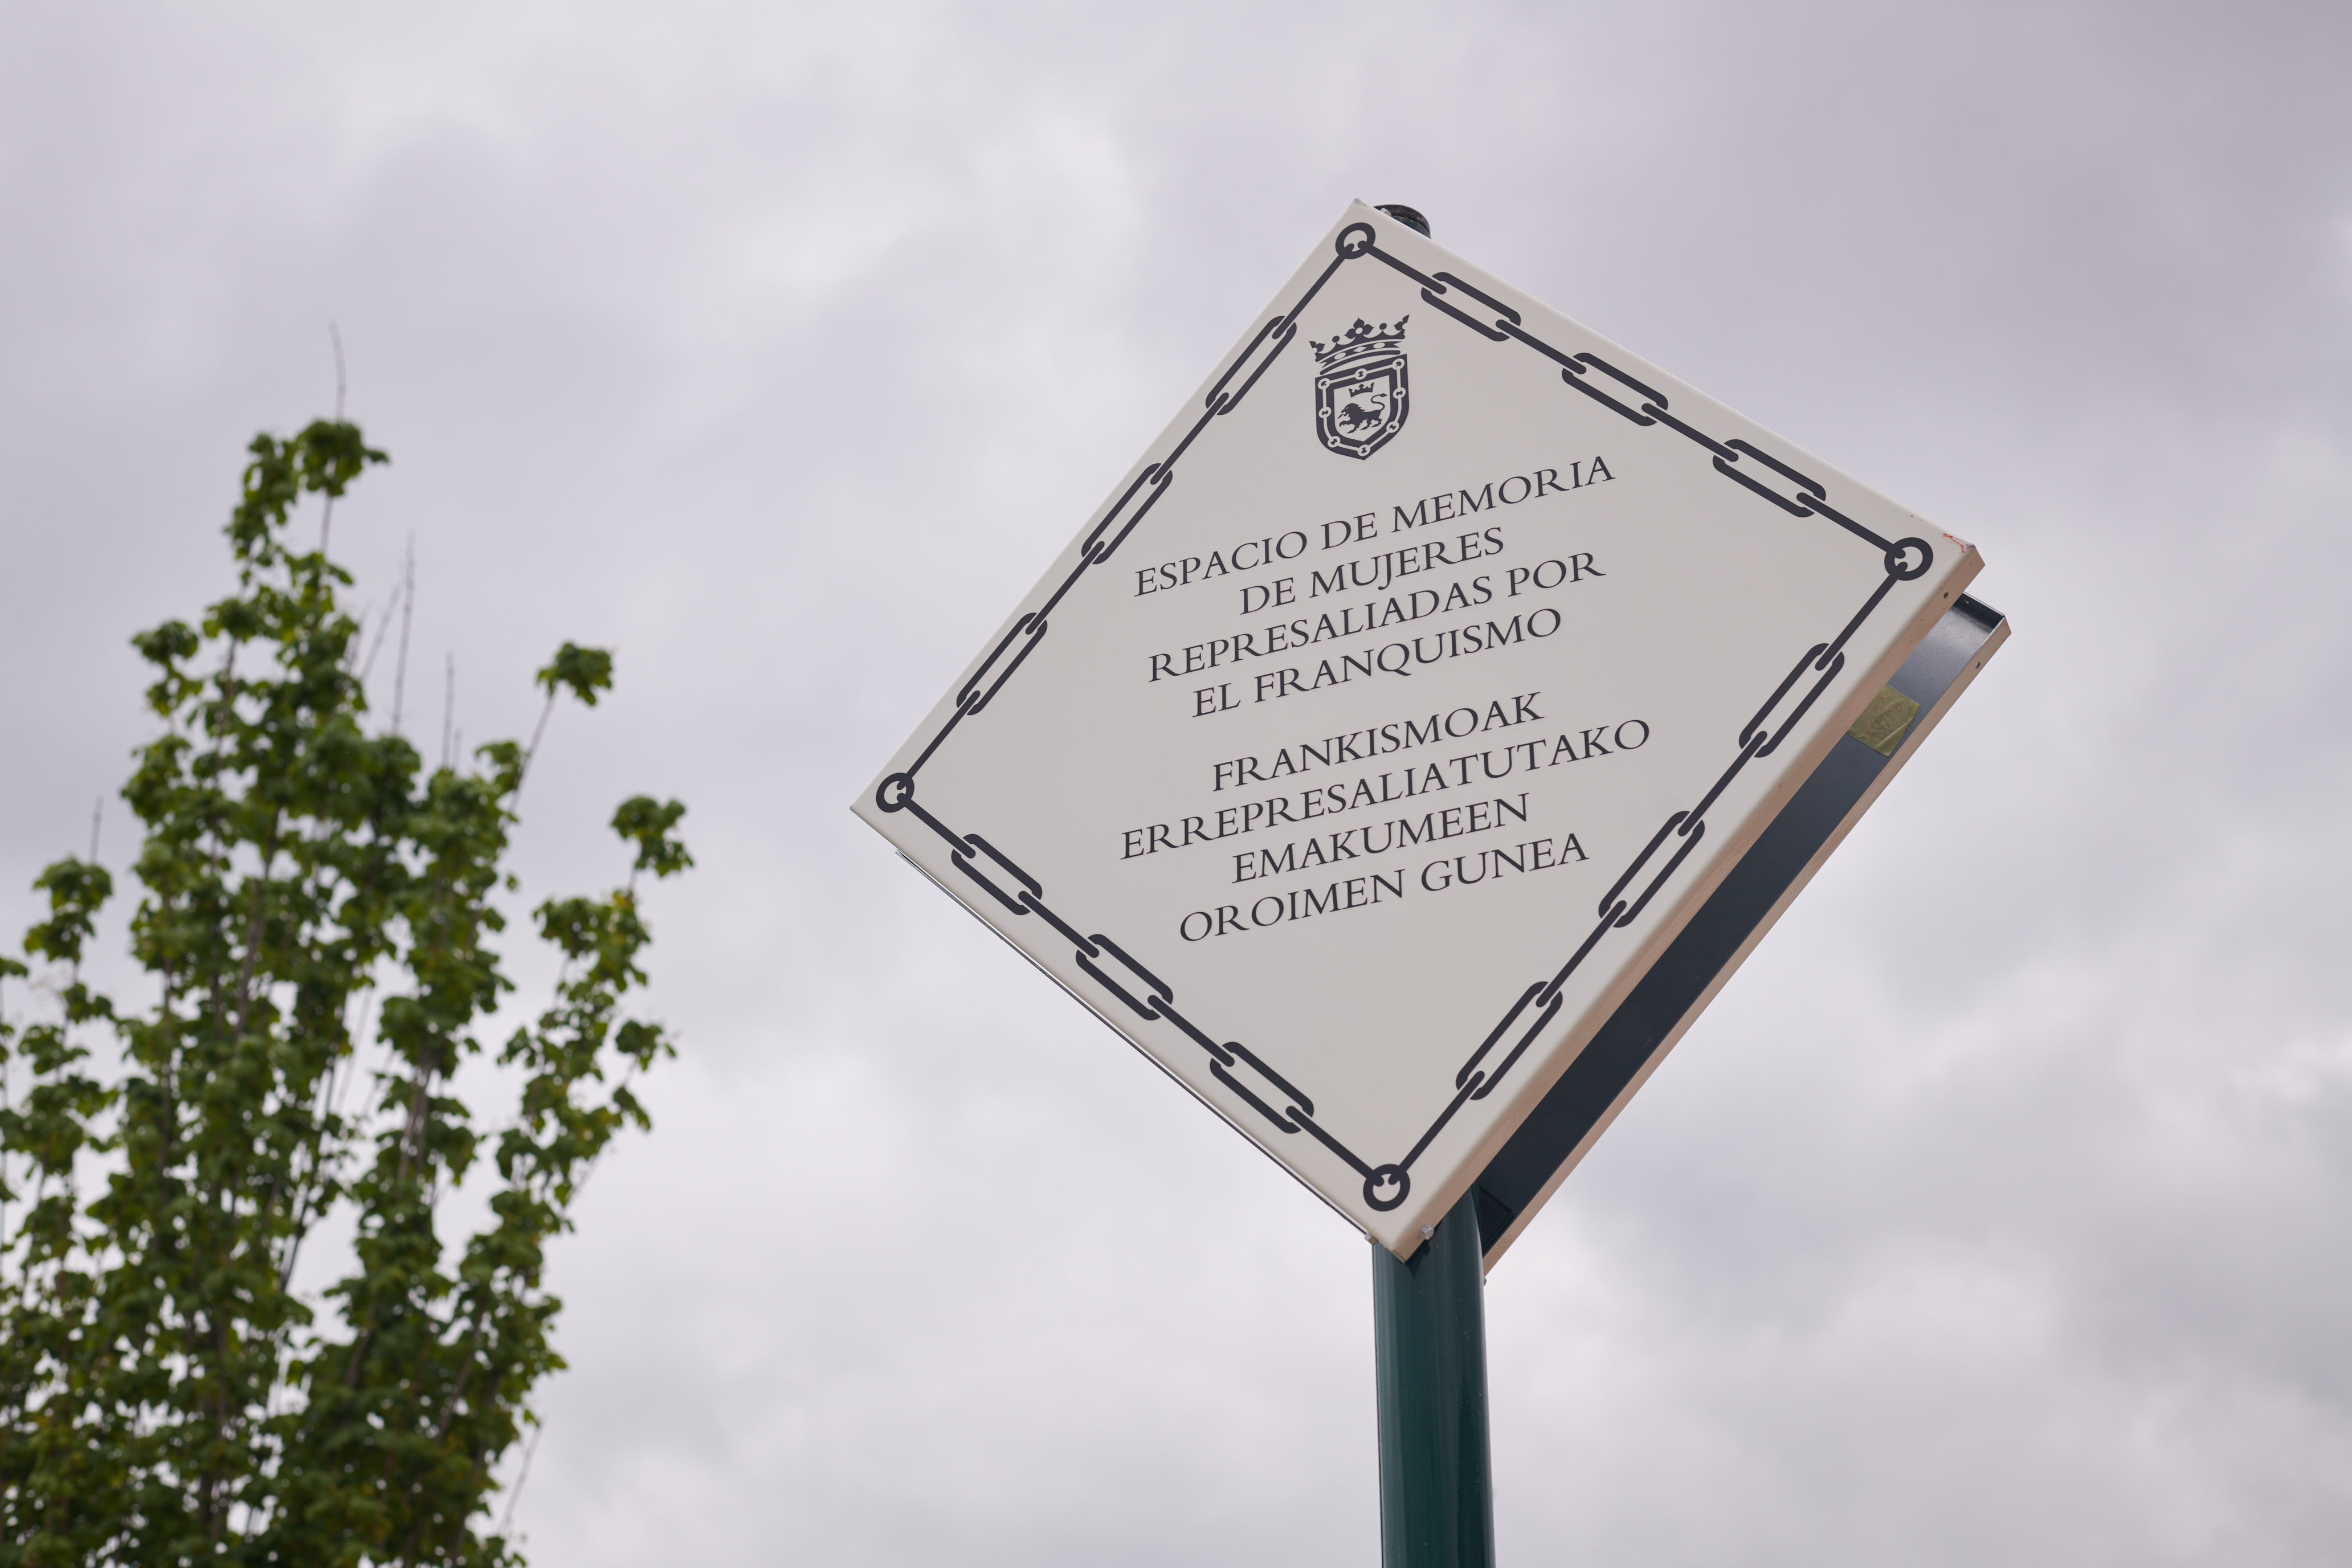 ESPACIO DE MEMORIA
DE MUJERES
REPRESALIADAS POR
EL FRANQUISMO
FRANKISMOAK
ERREPRESALIATUTAKO
EMAKUMEEN
OROIMEN GUNEA